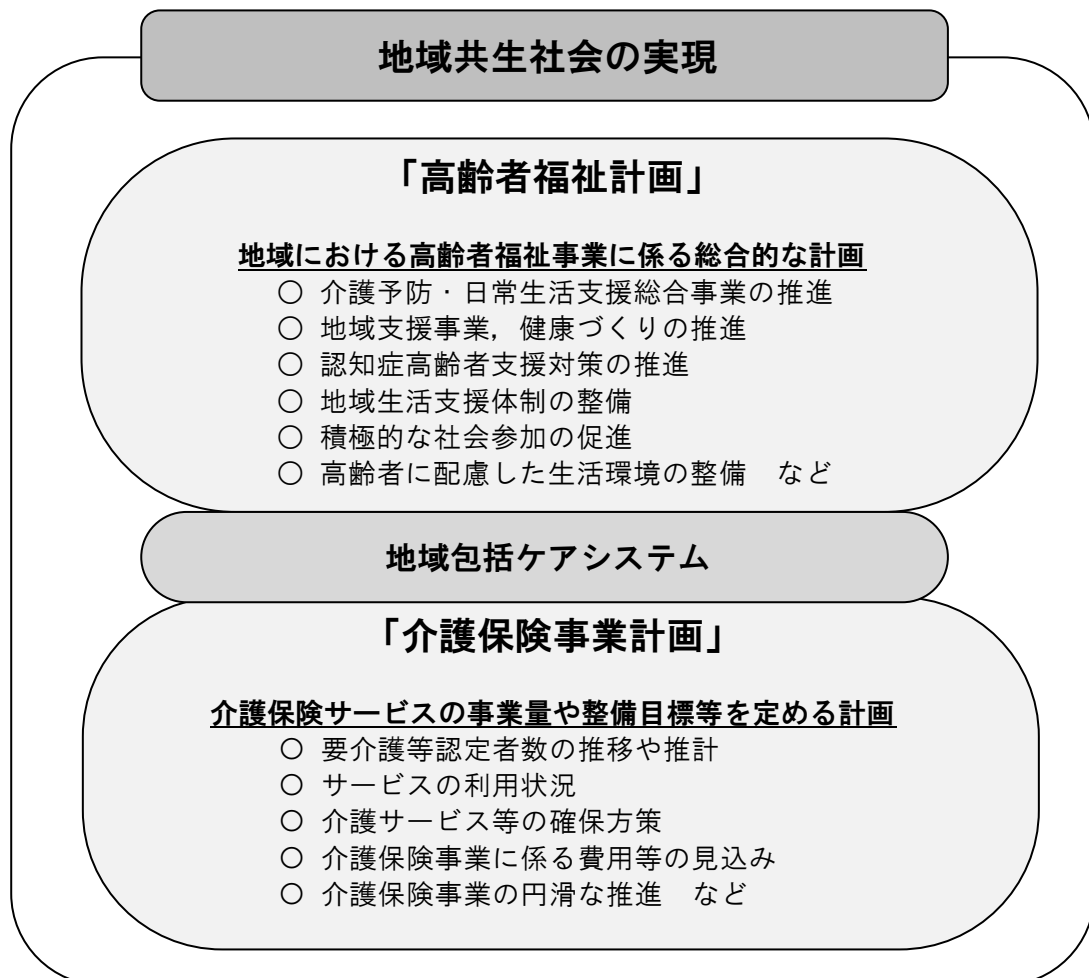 地域共生社会の実現
「高齢者福祉計画」
地域における高齢者福祉事業に係る総合的な計画
○ 介護予防・日常生活支援総合事業の推進
○ 地域支援事業，健康づくりの推進
○ 認知症高齢者支援対策の推進
○ 地域生活支援体制の整備
○ 積極的な社会参加の促進
○ 高齢者に配慮した生活環境の整備　など
地域包括ケアシステム
「介護保険事業計画」
介護保険サービスの事業量や整備目標等を定める計画
○ 要介護等認定者数の推移や推計
○ サービスの利用状況
○ 介護サービス等の確保方策
○ 介護保険事業に係る費用等の見込み
○ 介護保険事業の円滑な推進　など